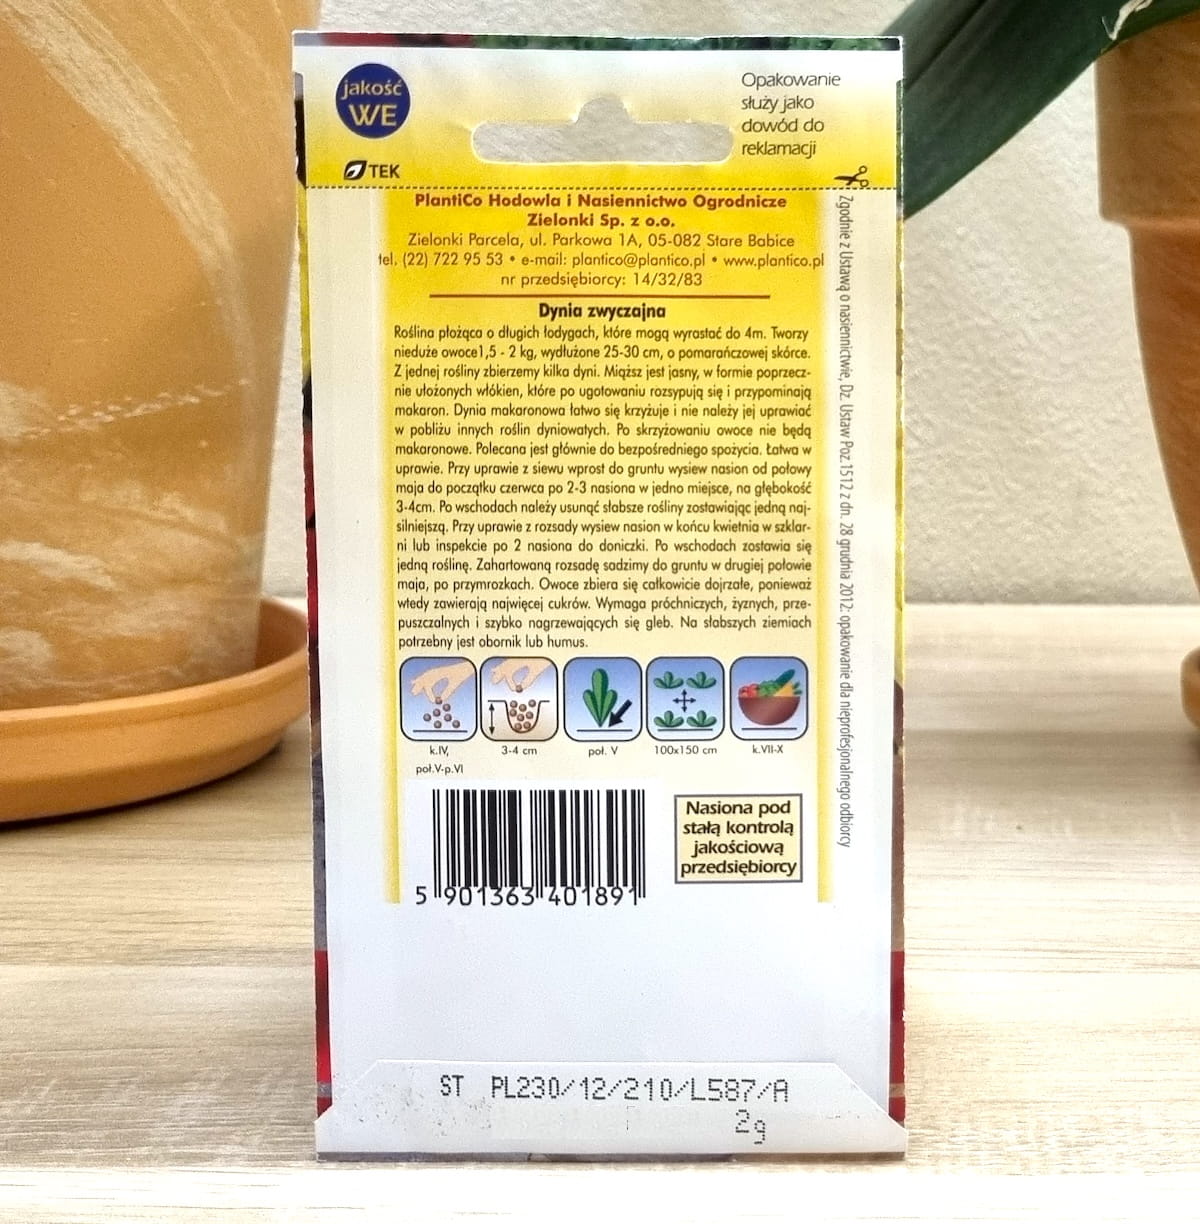 jakość
WE
TEK
Opakowanie
służy jako
dowód do
reklamacji
PlantiCo Hodowla i Nasiennictwo Ogrodnicze
Zielonki Sp. z o.o.
Zielonki Parcela, ul. Parkowa 1A, 05-082 Stare Babice
tel. (22) 722 95 53 • e-mail: plantico@plantico.pl • www.plantico.pl
nr przedsiębiorcy: 14/32/83
Dynia zwyczajna
Roślina płożąca o długich łodygach, które mogą wyrastać do 4m. Tworzy
nieduże owoce1,5 - 2 kg, wydłużone 25-30 cm, o pomarańczowej skórce.
Z jednej rośliny zbierzemy kilka dyni. Miąższ jest jasny, w formie poprzecz-
nie ułożonych włókien, które po ugotowaniu rozsypują się i przypominają
makaron. Dynia makaronowa łatwo się krzyżuje i nie należy jej uprawiać
w pobliżu innych roślin dyniowatych. Po skrzyżowaniu owoce nie będą
makaronowe. Polecana jest głównie do bezpośredniego spożycia. Łatwa w
uprawie. Przy uprawie z siewu wprost do gruntu wysiew nasion od połowy
maja do początku czerwca po 2-3 nasiona w jedno miejsce, na głębokość
3-4cm. Po wschodach należy usunąć słabsze rośliny zostawiając jedną naj-
silniejszą. Przy uprawie z rozsady wysiew nasion w końcu kwietnia w szklar-
ni lub inspekcie po 2 nasiona do doniczki. Po wschodach zostawia się
jedną roślinę. Zahartowaną rozsadę sadzimy do gruntu w drugiej połowie
maja, po przymrozkach. Owoce zbiera się całkowicie dojrzałe, ponieważ
wtedy zawierają najwięcej cukrów. Wymaga próchniczych, żyznych, prze-
puszczalnych i szybko nagrzewających się gleb. Na słabszych ziemiach
potrzebny jest obornik lub humus.
k.IV,
poł.V-p.VI
3-4 cm
poł. V
100x150 cm
k.VII-X
5 901363 401891
Nasiona pod
stałą kontrolą
jakościową
przedsiębiorcy
Zgodnie z Ustawą o nasiennictwie, Dz. Ustaw Poz.1512 z dn. 28 grudnia 2012: opakowanie dla nieprofesjonalnego odbiorcy
ST PL230/12/210/L587/A
2g